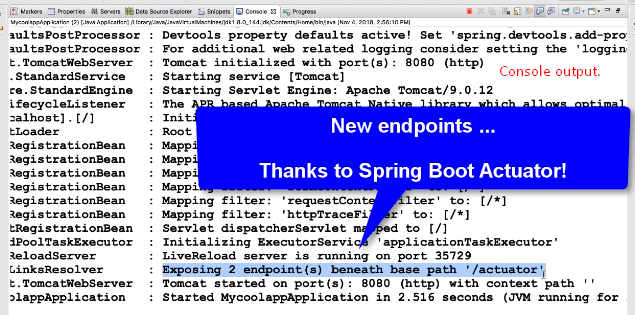 Markers Properties Servers Data Source Explorer Snippets Console Progress
MycoolappApplication (2) [Java Application] /Library/Java/JavaVirtualMachines/jdk1.8.0_144.jdk/Contents/Home/bin/java (Nov 4, 2018, 2:56:10 PM)
aultsPostProcessor : Devtools property defaults active! Set 'spring.devtools.add-prop
aultsPostProcessor : For additional web related logging consider setting the 'logging
t.TomcatWebServer : Tomcat initialized with port(s): 8080 (http)
.StandardService : Starting service [Tomcat]
Console output.
re.StandardEngine : Starting Servlet Engine: Apache Tomcat/9.0.12
ifecycleListener : The APR based Apache Tomcat Native library which allows optimal
calhost].[/] : Initi
tLoader : Root
RegistrationBean : Mapp
RegistrationBean : Mapp
RegistrationBean : Mapp
New endpoints ...
Thanks to Spring Boot Actuator!
RegistrationBean : Mapping filter: 'requestContextFilter' to: [/*]
RegistrationBean : Mapping filter: 'httpTraceFilter' to: [/*]
tRegistrationBean : Servlet dispatcherServlet mapped to [/]
dPoolTaskExecutor : Initializing ExecutorService 'applicationTaskExecutor'
ReloadServer : LiveReload server is running on port 35729
LinksResolver : Exposing 2 endpoint(s) beneath base path '/actuator'
t.TomcatWebServer : Tomcat started on port(s): 8080 (http) with context path ''
olappApplication : Started MycoolappApplication in 2.516 seconds (JVM running for